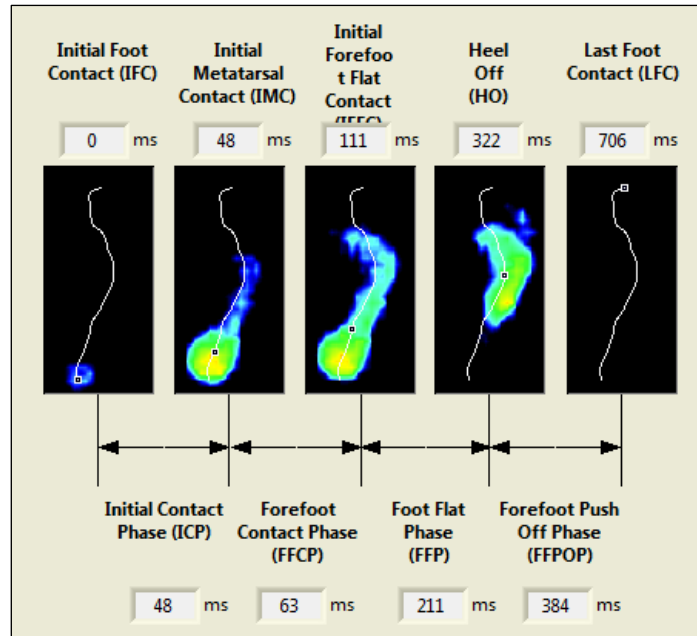 Initial Foot
Contact (IFC)
Initial
Metatarsal
Contact (IMC)
Initial
Forefoo
t Flat
Contact
Heel
Off
(HO)
Last Foot
Contact (LFC)
0 ms
48 ms
111 ms
322 ms
706 ms
Initial Contact
Phase (ICP)
Forefoot
Contact Phase
(FFCP)
Foot Flat
Phase
(FFP)
Forefoot Push
Off Phase
(FFPOP)
48 ms
63 ms
211 ms
384 ms